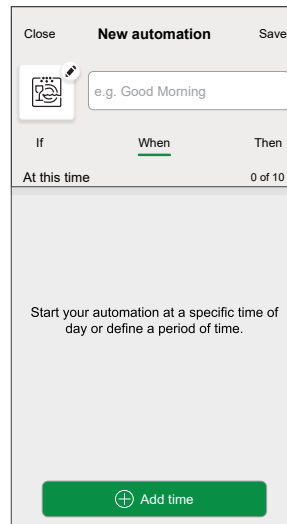 Close New automation Save
e.g. Good Morning
If When Then
At this time 0 of 10
Start your automation at a specific time of
day or define a period of time.
Add time